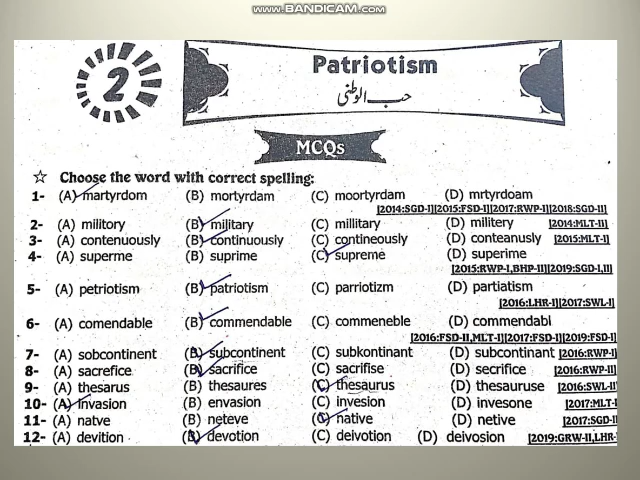 WWW.BANDICAM.COM
2
Patriotism
حب الوطنی
MCQs
☆ Choose the word with correct spelling:
1- (A) martyrdom (B) mortyrdam (C) moortyrdam (D) mrtyrdoam
[2014:SGD-I][2015:FSD-I][2017:RWP-I][2018:SGD-II]
2- (A) militory (B) military (C) millitary (D) militery [2014:MLT-II]
3- (A) contenuously (B) continuously (C) contineously (D) conteanusly [2015:MLT-I]
4- (A) superme (B) suprime (C) supreme (D) superime
[2015:RWP-I,BHP-II][2019:SGD-I,II]
5- (A) petriotism (B) patriotism (C) parriotizm (D) partiatism
[2016:LHR-I][2017:SWL-I]
6- (A) comendable (B) commendable (C) commeneble (D) commendabl
[2016:FSD-II,MLT-I][2017:FSD-I][2019:FSD-I]
7- (A) sobcontinent (B) subcontinent (C) subkontinant (D) subcontinant [2016:RWP-I]
8- (A) sacrefice (B) sacrifice (C) sacrifise (D) secrifice [2016:RWP-II]
9- (A) thesarus (B) thesaures (C) thesaurus (D) thesauruse [2016:SWL-II
10- (A) invasion (B) envasion (C) invesion (D) invesone [2017:MLT-I
11- (A) natve (B) neteve (C) native (D) netive [2017:SGD-II
12- (A) devition (B) devotion (C) deivotion (D) deivosion [2019:GRW-II,LHR-